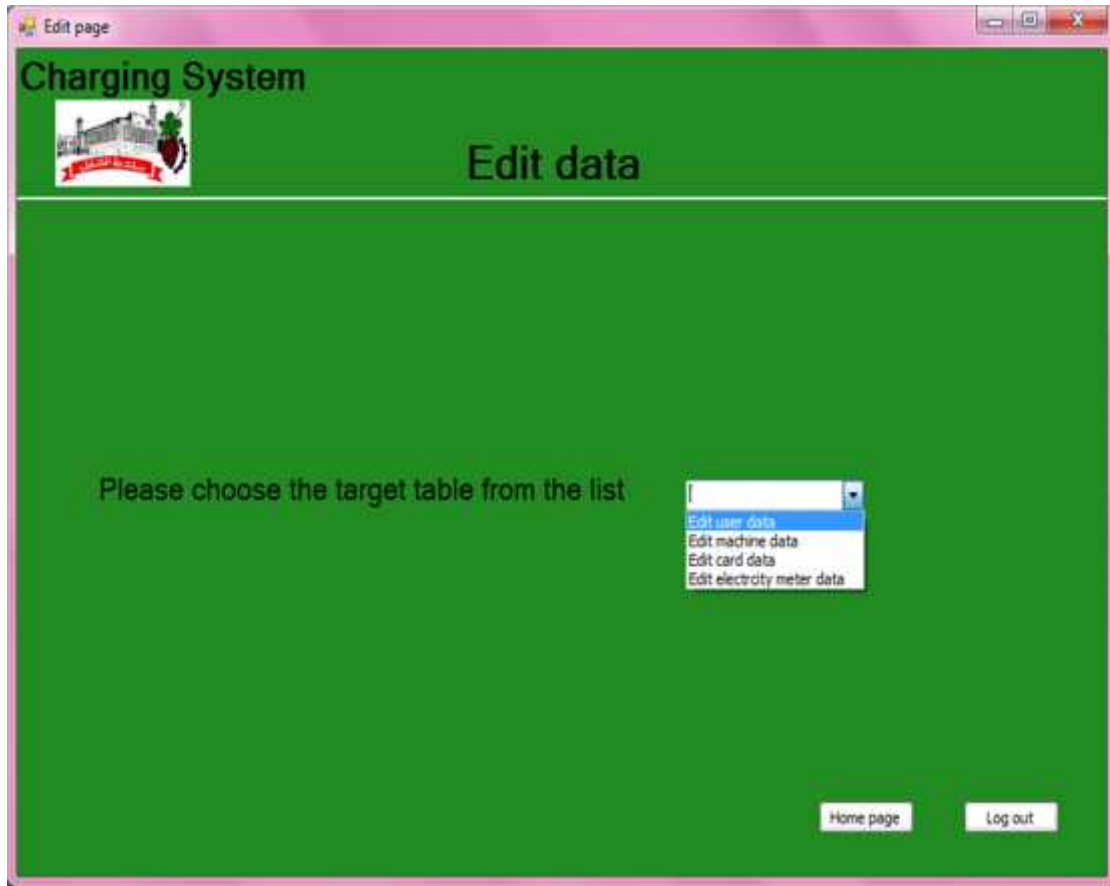 Edit page
Charging System
Edit data
Please choose the target table from the list
Edit user data
Edit machine data
Edit card data
Edit electrcity meter data
Home page
Log out